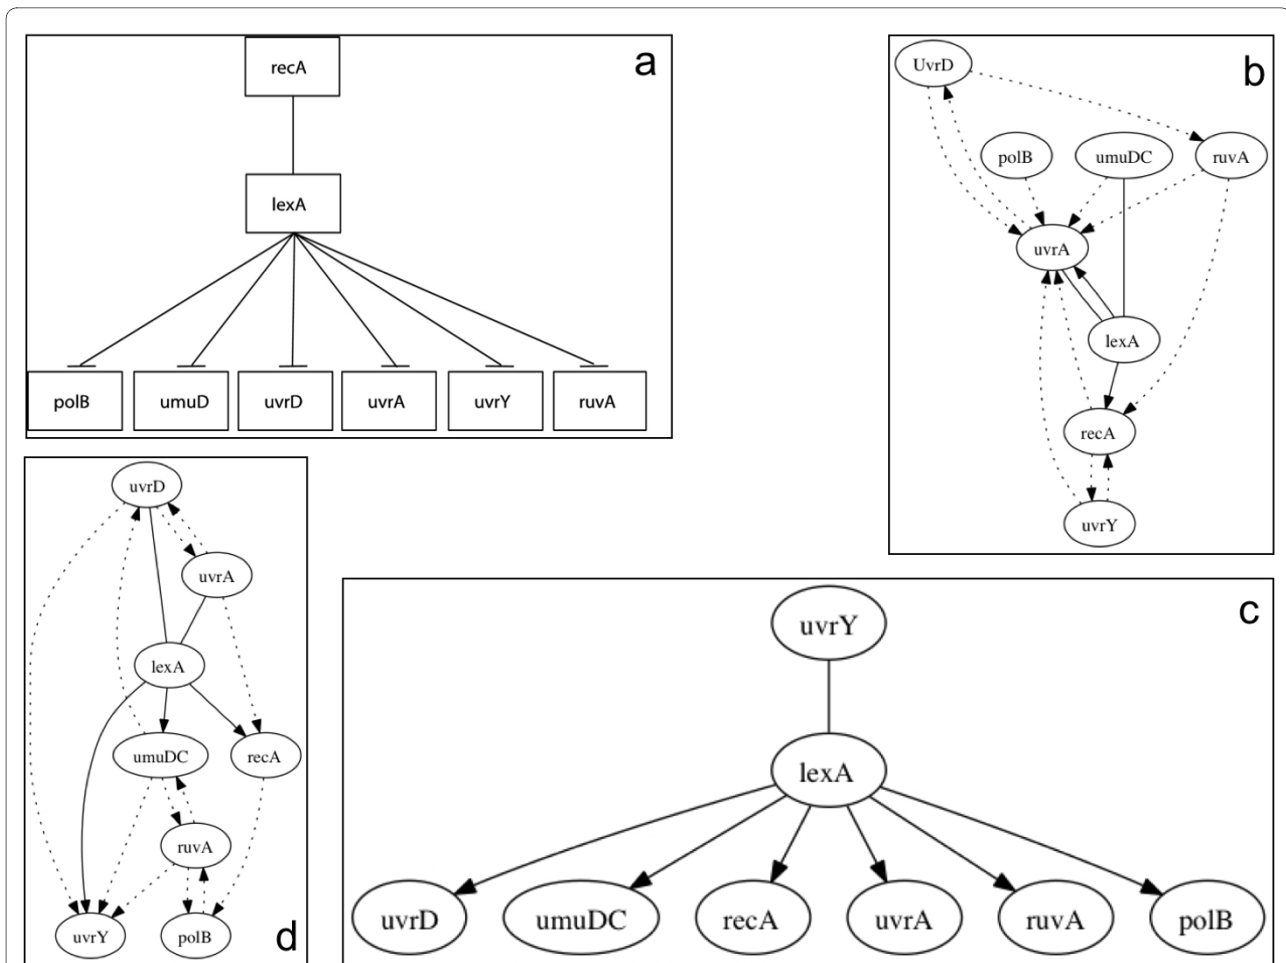 recA
a
lexA
polB
umuD
uvrD
uvrA
uvrY
ruvA
b
UvrD
polB
umuDC
ruvA
uvrA
lexA
recA
uvrY
uvrD
uvrA
lexA
umuDC
recA
ruvA
uvrY
polB
d
c
uvrY
lexA
uvrD
umuDC
recA
uvrA
ruvA
polB